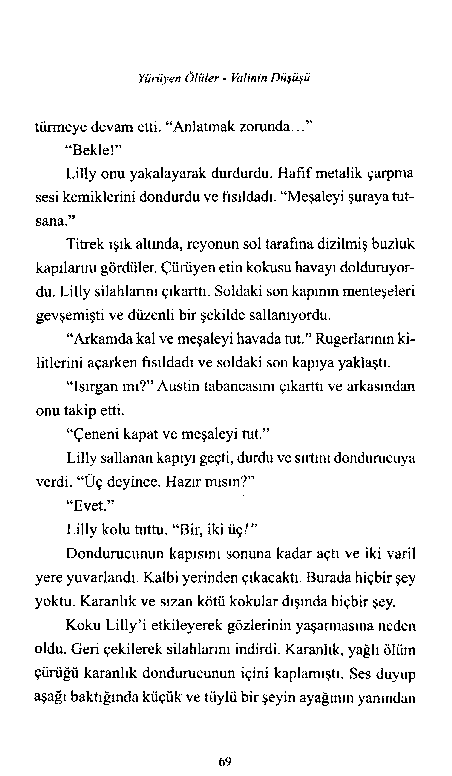 Yürüyen Ölüler - Valinin Düşüşü
türmeye devam etti. “Anlatmak zorunda...”
“Bekle!”
Lilly onu yakalayarak durdurdu. Hafif metalik çarpma
sesi kemiklerini dondurdu ve fısıldadı. “Meşaleyi şuraya tut-
sana.”
Titrek ışık altında, reyonun sol tarafına dizilmiş buzluk
kapılarını gördüler. Çürüyen etin kokusu havayı dolduruyor-
du. Lilly silahlarını çıkarttı. Soldaki son kapının menteşeleri
gevşemişti ve düzenli bir şekilde sallanıyordu.
“Arkamda kal ve meşaleyi havada tut.” Rugerlarının ki-
litlerini açarken fısıldadı ve soldaki son kapıya yaklaştı.
“Isırgan mı?” Austin tabancasını çıkarttı ve arkasından
onu takip etti.
“Çeneni kapat ve meşaleyi tut.”
Lilly sallanan kapıyı geçti, durdu ve sırtını dondurucuya
verdi. “Üç deyince. Hazır mısın?”
“Evet.”
Lilly kolu tuttu. “Bir, iki üç!”
Dondurucunun kapısını sonuna kadar açtı ve iki varil
yere yuvarlandı. Kalbi yerinden çıkacaktı. Burada hiçbir şey
yoktu. Karanlık ve sızan kötü kokular dışında hiçbir şey.
Koku Lilly’i etkileyerek gözlerinin yaşarmasına neden
oldu. Geri çekilerek silahlarını indirdi. Karanlık, yağlı ölüm
çürüğü karanlık dondurucunun içini kaplamıştı. Ses duyup
aşağı baktığında küçük ve tüylü bir şeyin ayağının yanından
69